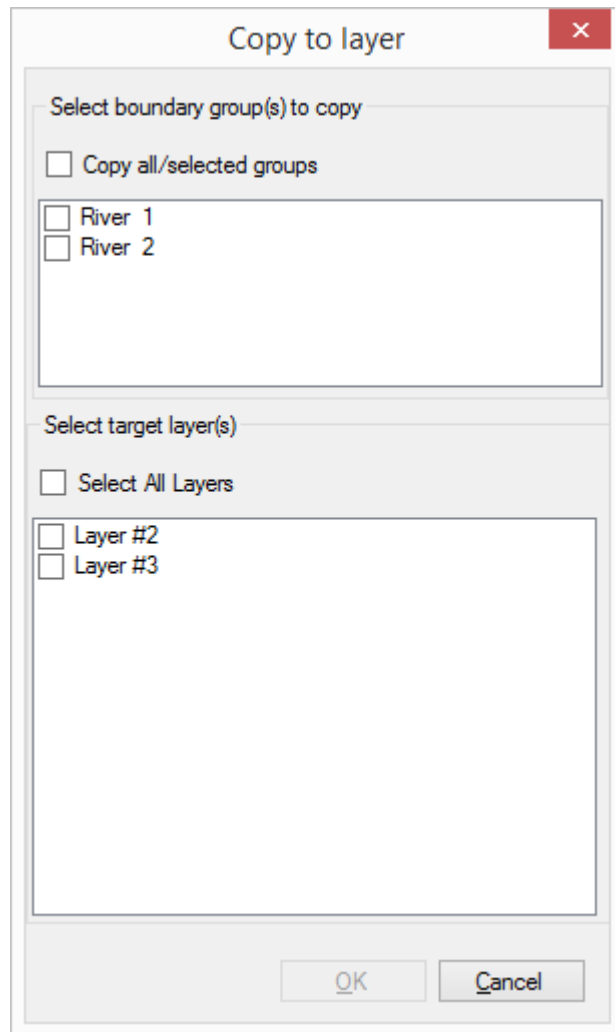 Copy to layer
Select boundary group(s) to copy
Copy all/selected groups
River 1
River 2
Select target layer(s)
Select All Layers
Layer #2
Layer #3
OK Cancel